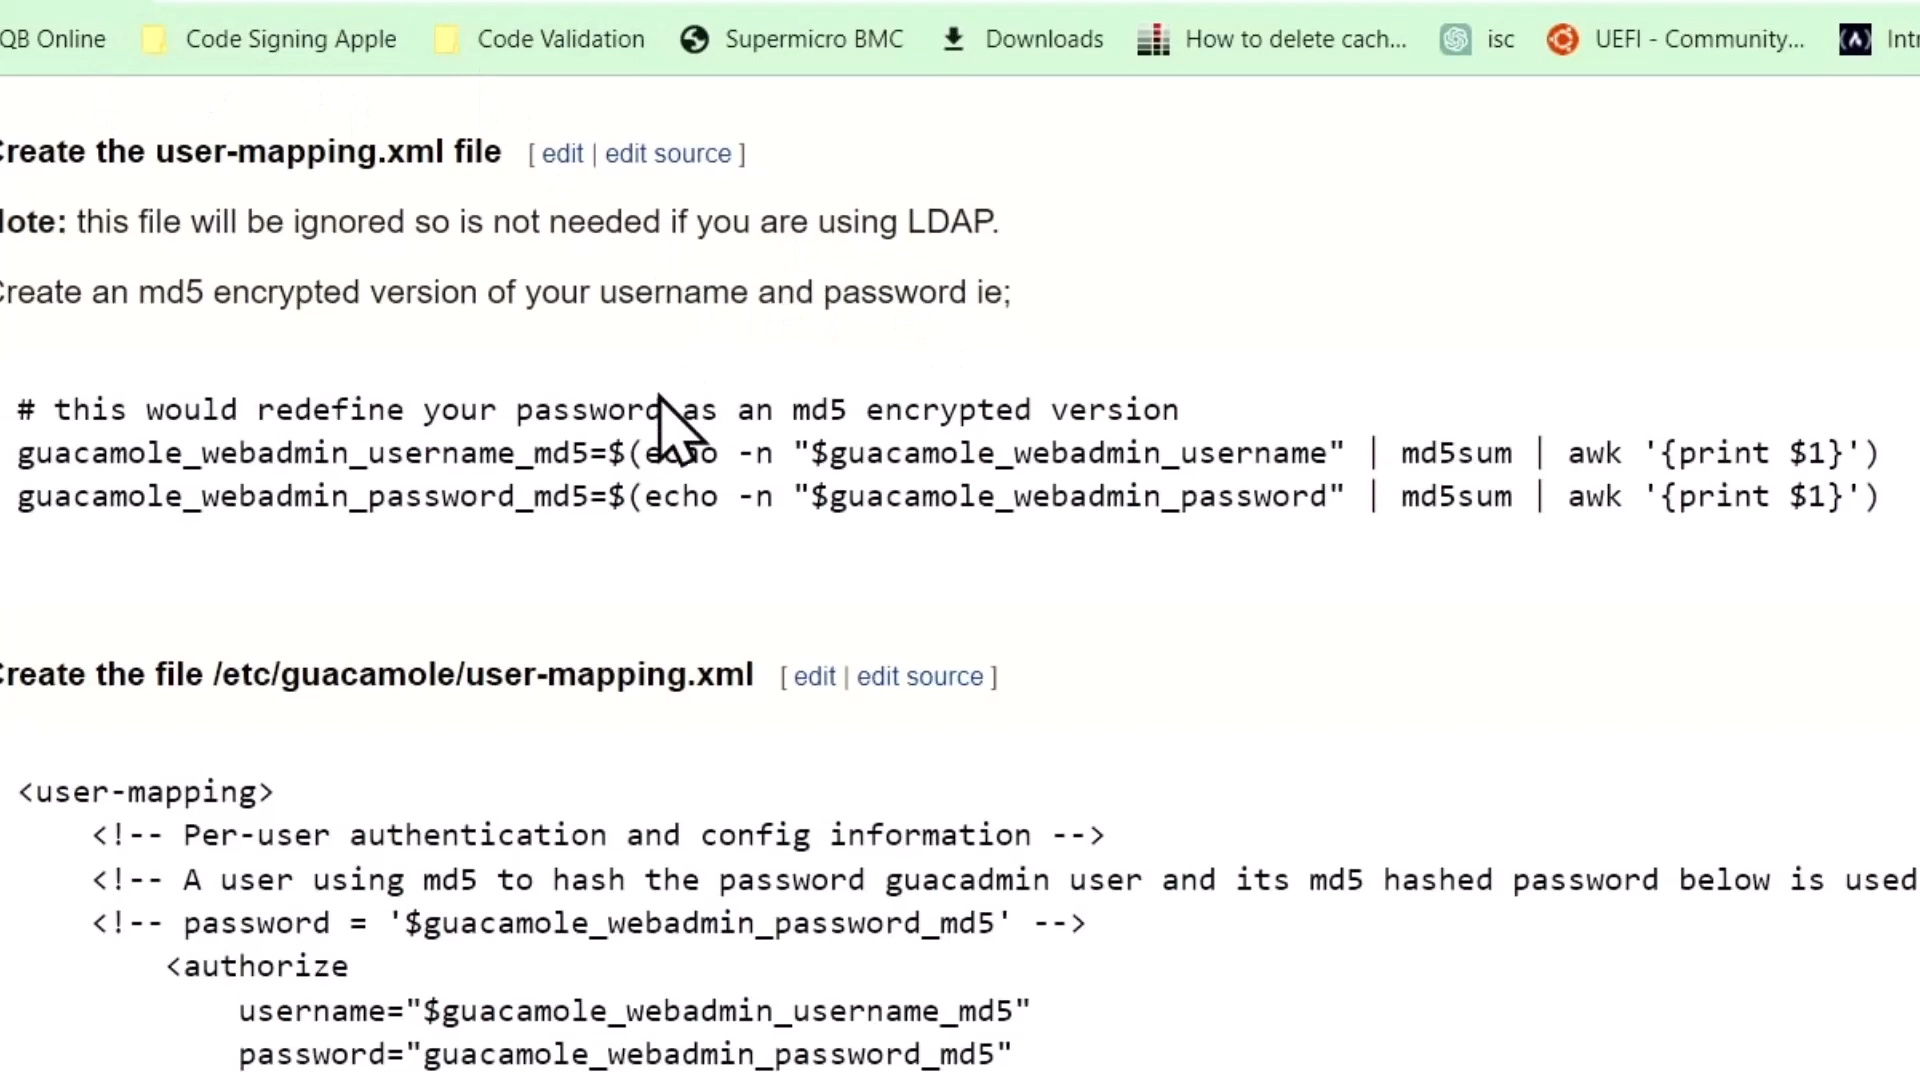 QB Online Code Signing Apple Code Validation Supermicro BMC Downloads How to delete cach... isc UEFI - Community...
reate the user-mapping.xml file [ edit | edit source ]
ote: this file will be ignored so is not needed if you are using LDAP.
reate an md5 encrypted version of your username and password ie;
# this would redefine your password as an md5 encrypted version
guacamole_webadmin_username_md5=$(echo -n "$guacamole_webadmin_username" | md5sum | awk '{print $1}')
guacamole_webadmin_password_md5=$(echo -n "$guacamole_webadmin_password" | md5sum | awk '{print $1}')
reate the file /etc/guacamole/user-mapping.xml [ edit | edit source ]
<user-mapping>
<!-- Per-user authentication and config information -->
<!-- A user using md5 to hash the password guacadmin user and its md5 hashed password below is used
<!-- password = '$guacamole_webadmin_password_md5' -->
<authorize
username="$guacamole_webadmin_username_md5"
password="guacamole_webadmin_password_md5"